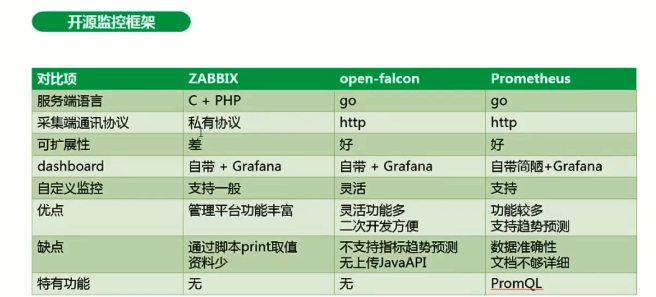 开源监控框架
对比项 ZABBIX open-falcon Prometheus
服务端语言 C + PHP go go
采集端通讯协议 私有协议 http http
可扩展性 差 好 好
dashboard 自带 + Grafana 自带 + Grafana 自带简陋+Grafana
自定义监控 支持一般 灵活 支持
优点 管理平台功能丰富 灵活功能多 功能较多
二次开发方便 支持趋势预测
缺点 通过脚本print取值 不支持指标趋势预测 数据准确性
资料少 无上传JavaAPI 文档不够详细
特有功能 无 无 PromQL